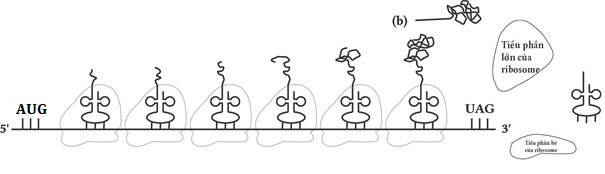 (b)
Tiểu phần
lớn của
ribosome
AUG
UAG
5'
3'
Tiểu phần bé
của ribosome